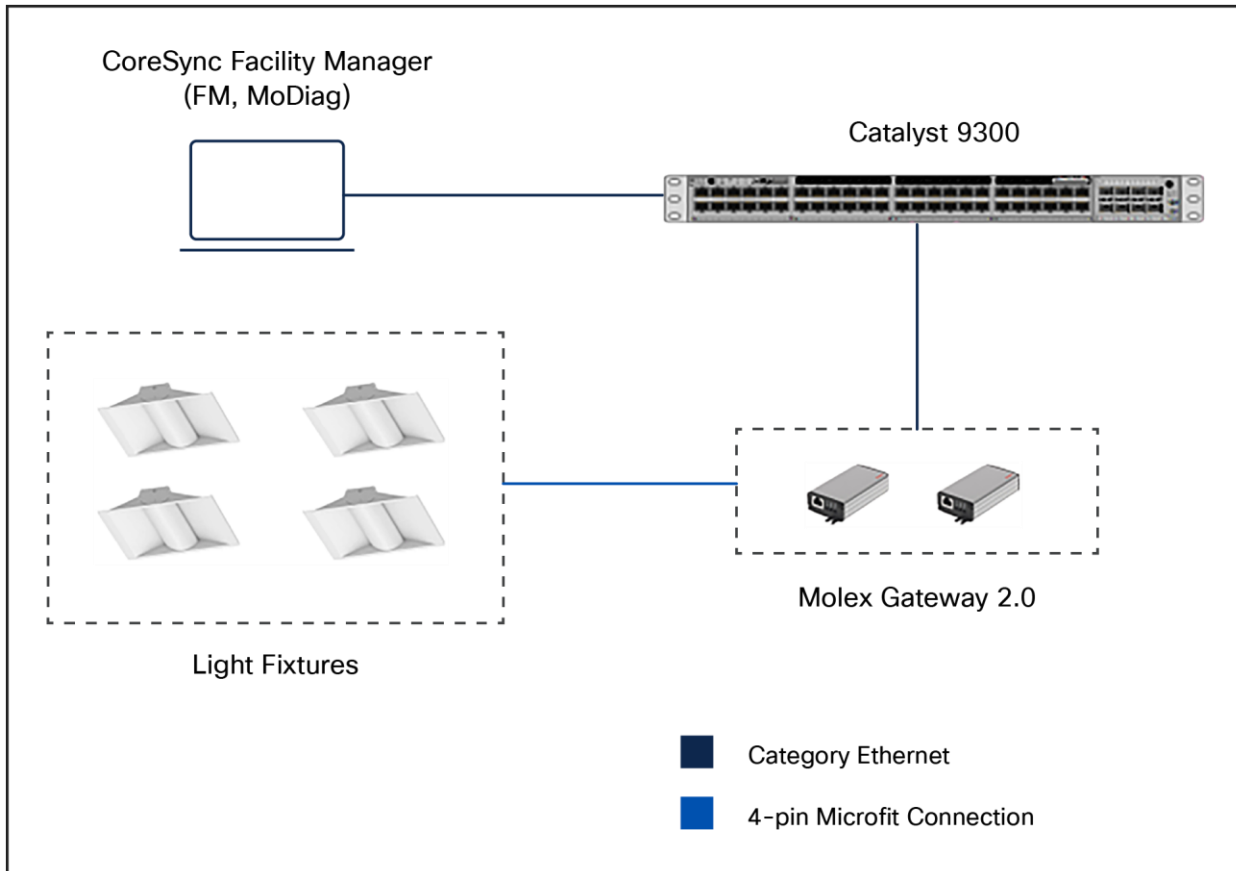 CoreSync Facility Manager
(FM, MoDiag)
Catalyst 9300
Molex Gateway 2.0
Light Fixtures
Category Ethernet
4-pin Microfit Connection